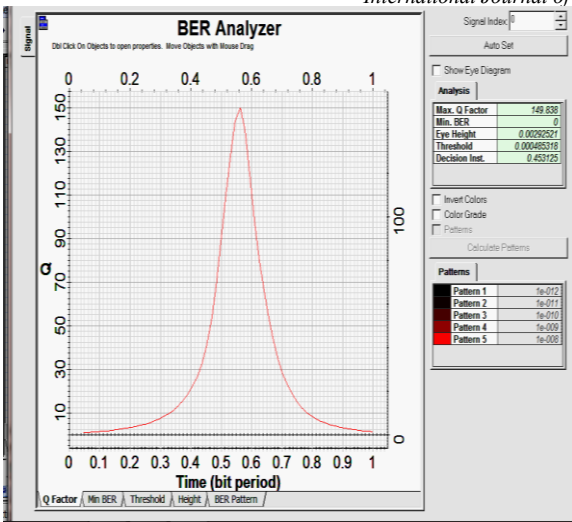 International Journal of
Signal
BER Analyzer
Dbl Click On Objects to open properties. Move Objects with Mouse Drag
0 0.2 0.4 0.6 0.8 1
150
130
110
90
70
50
30
10
Q
100
0
0 0.1 0.2 0.3 0.4 0.5 0.6 0.7 0.8 0.9 1
Time (bit period)
Q Factor Min BER Threshold Height BER Pattern
Signal Index: 0
Auto Set
Show Eye Diagram
Analysis
Max. Q Factor 149.838
Min. BER 0
Eye Height 0.00292521
Threshold 0.000485318
Decision Inst. 0.453125
Invert Colors
Color Grade
Patterns
Calculate Patterns
Patterns
Pattern 1 1e-012
Pattern 2 1e-011
Pattern 3 1e-010
Pattern 4 1e-009
Pattern 5 1e-008